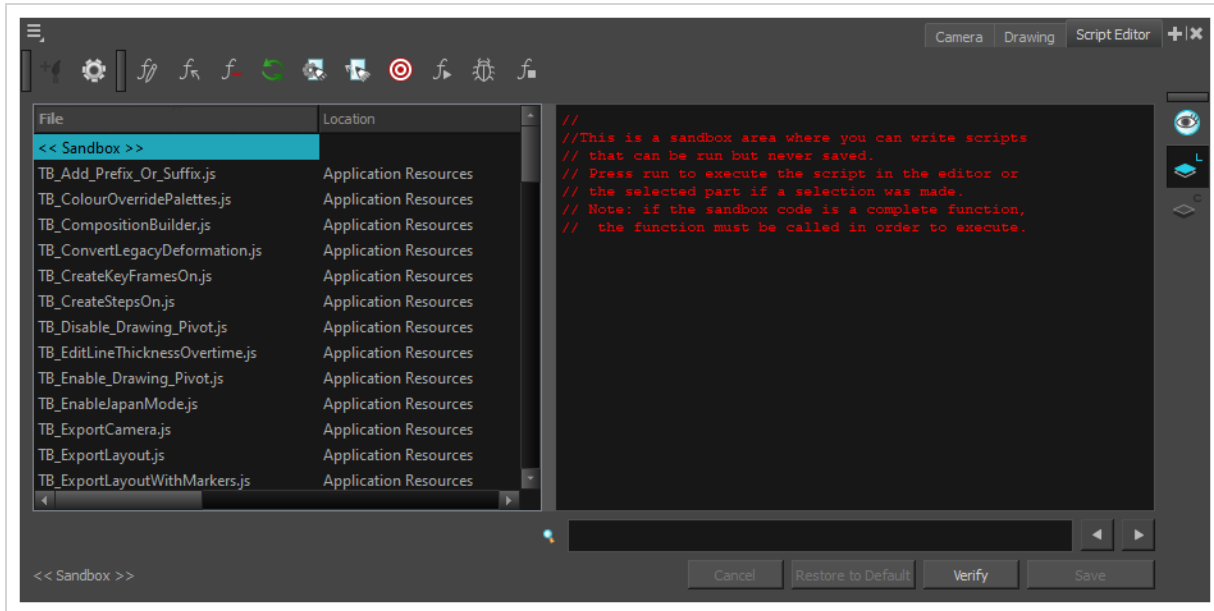 Camera Drawing Script Editor
File Location
<< Sandbox >>
TB_Add_Prefix_Or_Suffix.js Application Resources
TB_ColourOverridePalettes.js Application Resources
TB_CompositionBuilder.js Application Resources
TB_ConvertLegacyDeformation.js Application Resources
TB_CreateKeyFramesOn.js Application Resources
TB_CreateStepsOn.js Application Resources
TB_Disable_Drawing_Pivot.js Application Resources
TB_EditLineThicknessOvertime.js Application Resources
TB_Enable_Drawing_Pivot.js Application Resources
TB_EnableJapanMode.js Application Resources
TB_ExportCamera.js Application Resources
TB_ExportLayout.js Application Resources
TB_ExportLayoutWithMarkers.js Application Resources
//
//This is a sandbox area where you can write scripts
// that can be run but never saved.
// Press run to execute the script in the editor or
// the selected part if a selection was made.
// Note: if the sandbox code is a complete function,
//  the function must be called in order to execute.
L
C
<< Sandbox >>
Cancel Restore to Default Verify Save